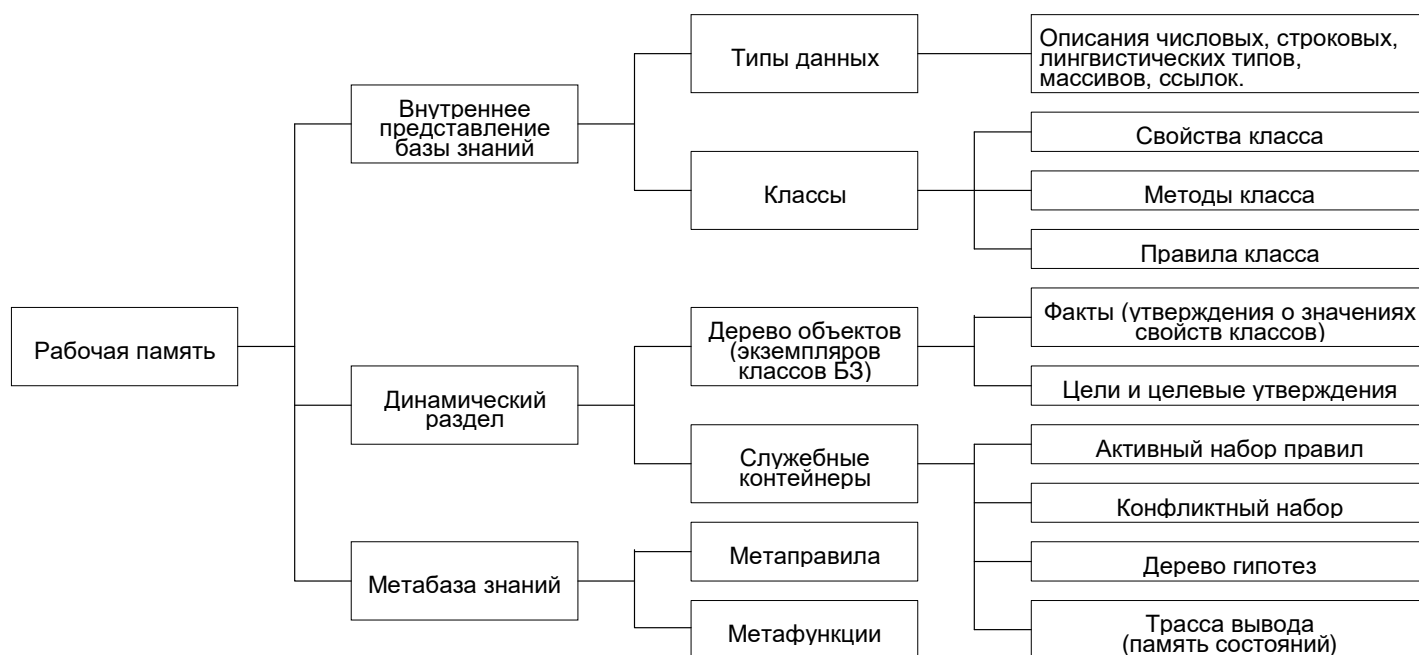 Рабочая память
Внутреннее
представление
базы знаний
Динамический
раздел
Метабаза знаний
Типы данных
Классы
Дерево объектов
(экземпляров
классов БЗ)
Служебные
контейнеры
Метаправила
Метафункции
Описания числовых, строковых,
лингвистических типов,
массивов, ссылок.
Свойства класса
Методы класса
Правила класса
Факты (утверждения о значениях
свойств классов)
Цели и целевые утверждения
Активный набор правил
Конфликтный набор
Дерево гипотез
Трасса вывода
(память состояний)